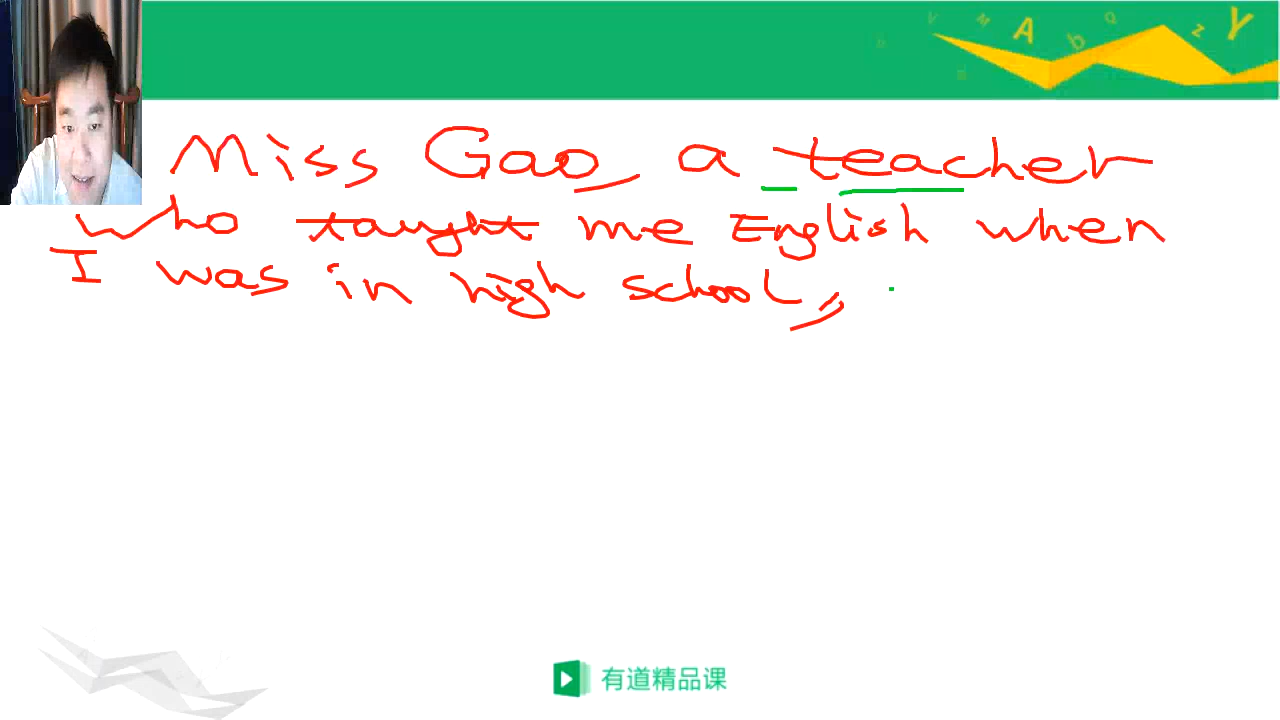 Miss Gao, a teacher
who taught me English when
I was in high school,
有道精品课